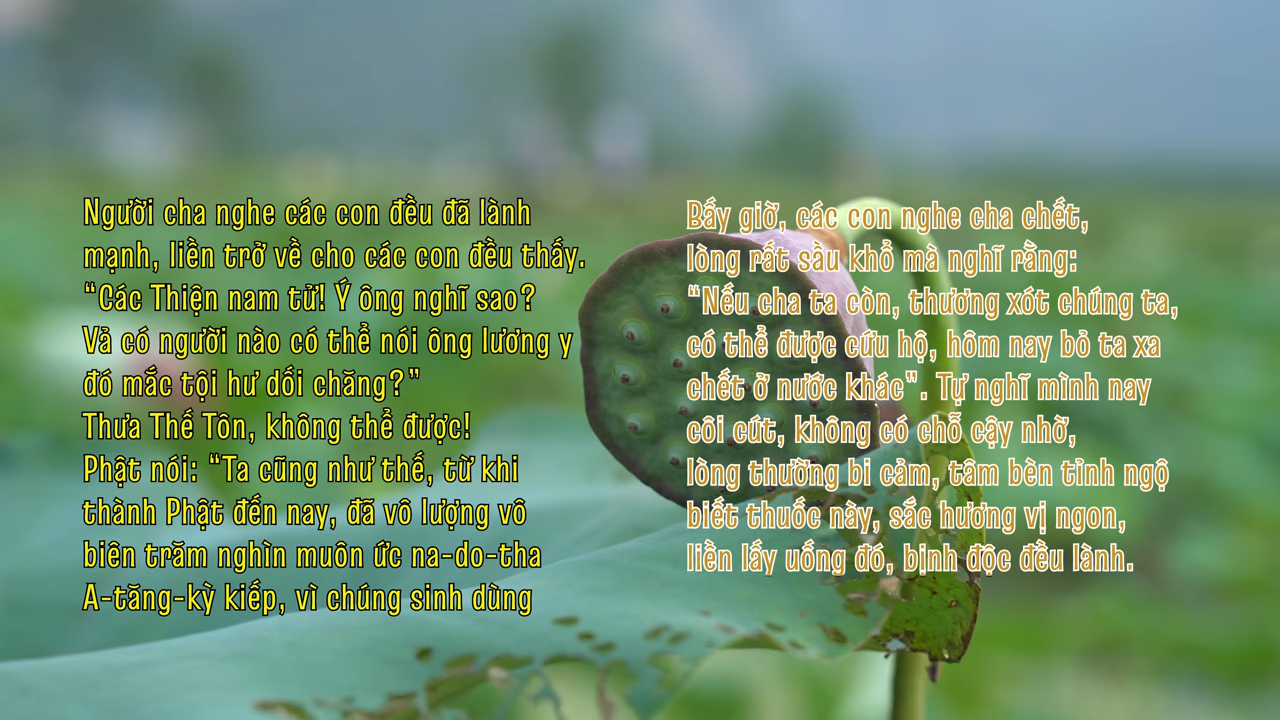 Người cha nghe các con đều đã lành
mạnh, liền trở về cho các con đều thấy.
“Các Thiện nam tử! Ý ông nghĩ sao?
Vả có người nào có thể nói ông lương y
đó mắc tội hư dối chăng?”
Thưa Thế Tôn, không thể được!
Phật nói: “Ta cũng như thế, từ khi
thành Phật đến nay, đã vô lượng vô
biên trăm nghìn muôn ức na-do-tha
A-tăng-kỳ kiếp, vì chúng sinh dùng
Bấy giờ, các con nghe cha chết,
lòng rất sầu khổ mà nghĩ rằng:
“Nếu cha ta còn, thương xót chúng ta,
có thể được cứu hộ, hôm nay bỏ ta xa
chết ở nước khác”. Tự nghĩ mình nay
côi cút, không có chỗ cậy nhờ,
lòng thường bi cảm, tâm bèn tỉnh ngộ
biết thuốc này, sắc hương vị ngon,
liền lấy uống đó, bịnh độc đều lành.